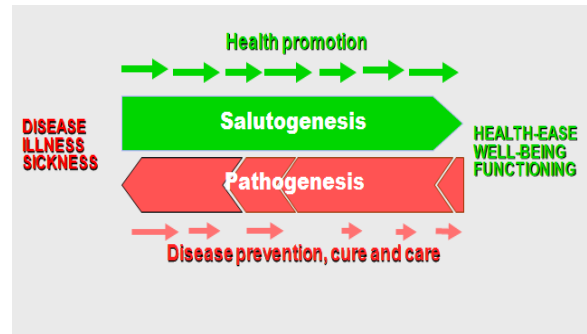 Health promotion
Salutogenesis
DISEASE
ILLNESS
SICKNESS
HEALTH-EASE
WELL-BEING
FUNCTIONING
Pathogenesis
Disease prevention, cure and care